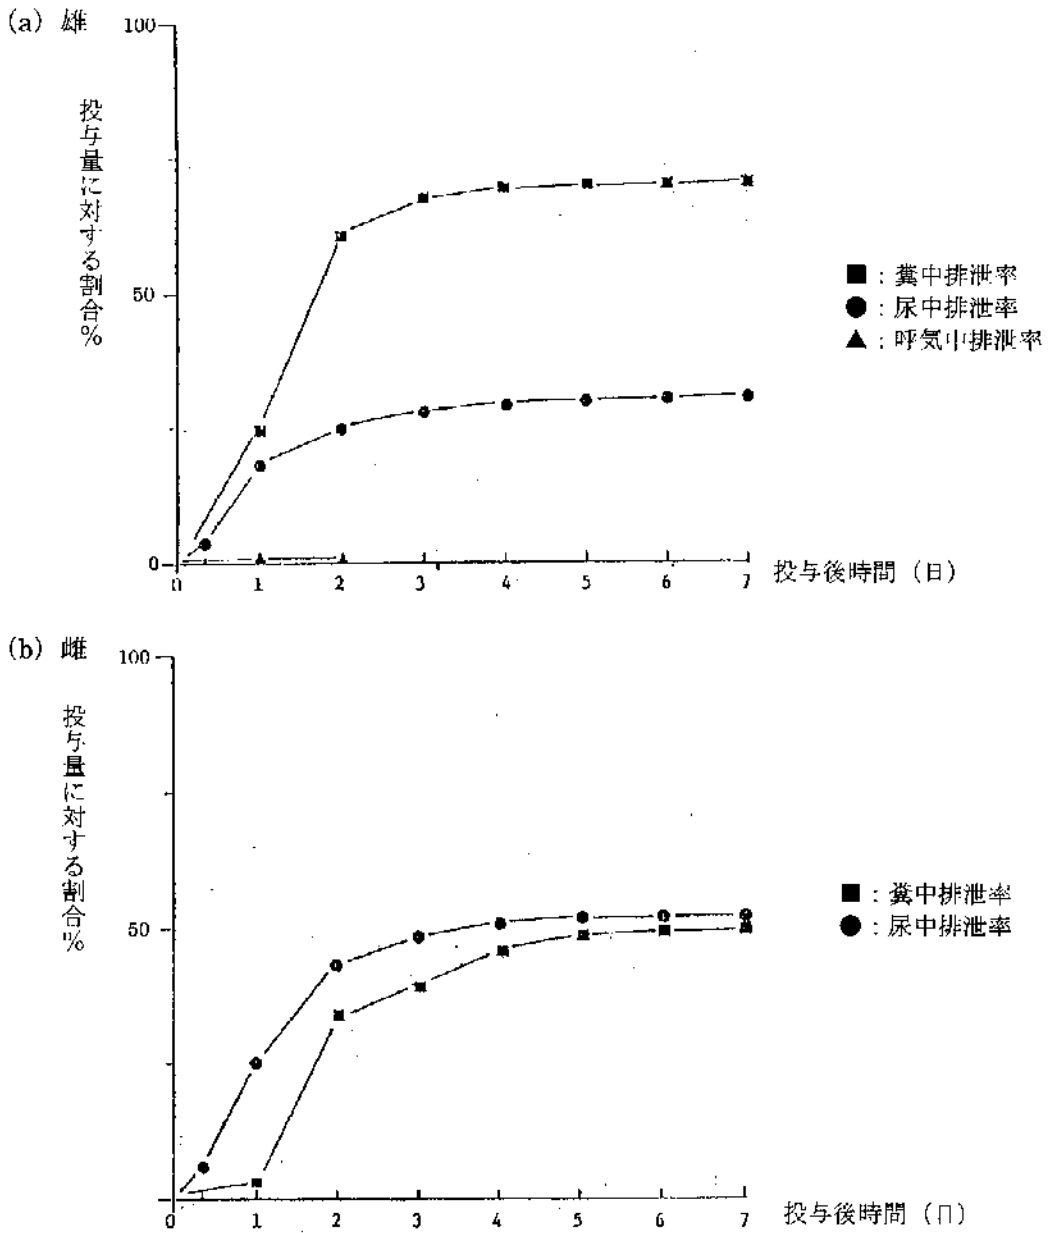 (a) 雄
100
投与量に対する割合%
50
0
0 1 2 3 4 5 6 7
投与後時間 (日)
■ : 糞中排泄率
● : 尿中排泄率
▲ : 呼気中排泄率
(b) 雌
100
投与量に対する割合%
50
0 1 2 3 4 5 6 7
投与後時間 (日)
■ : 糞中排泄率
● : 尿中排泄率